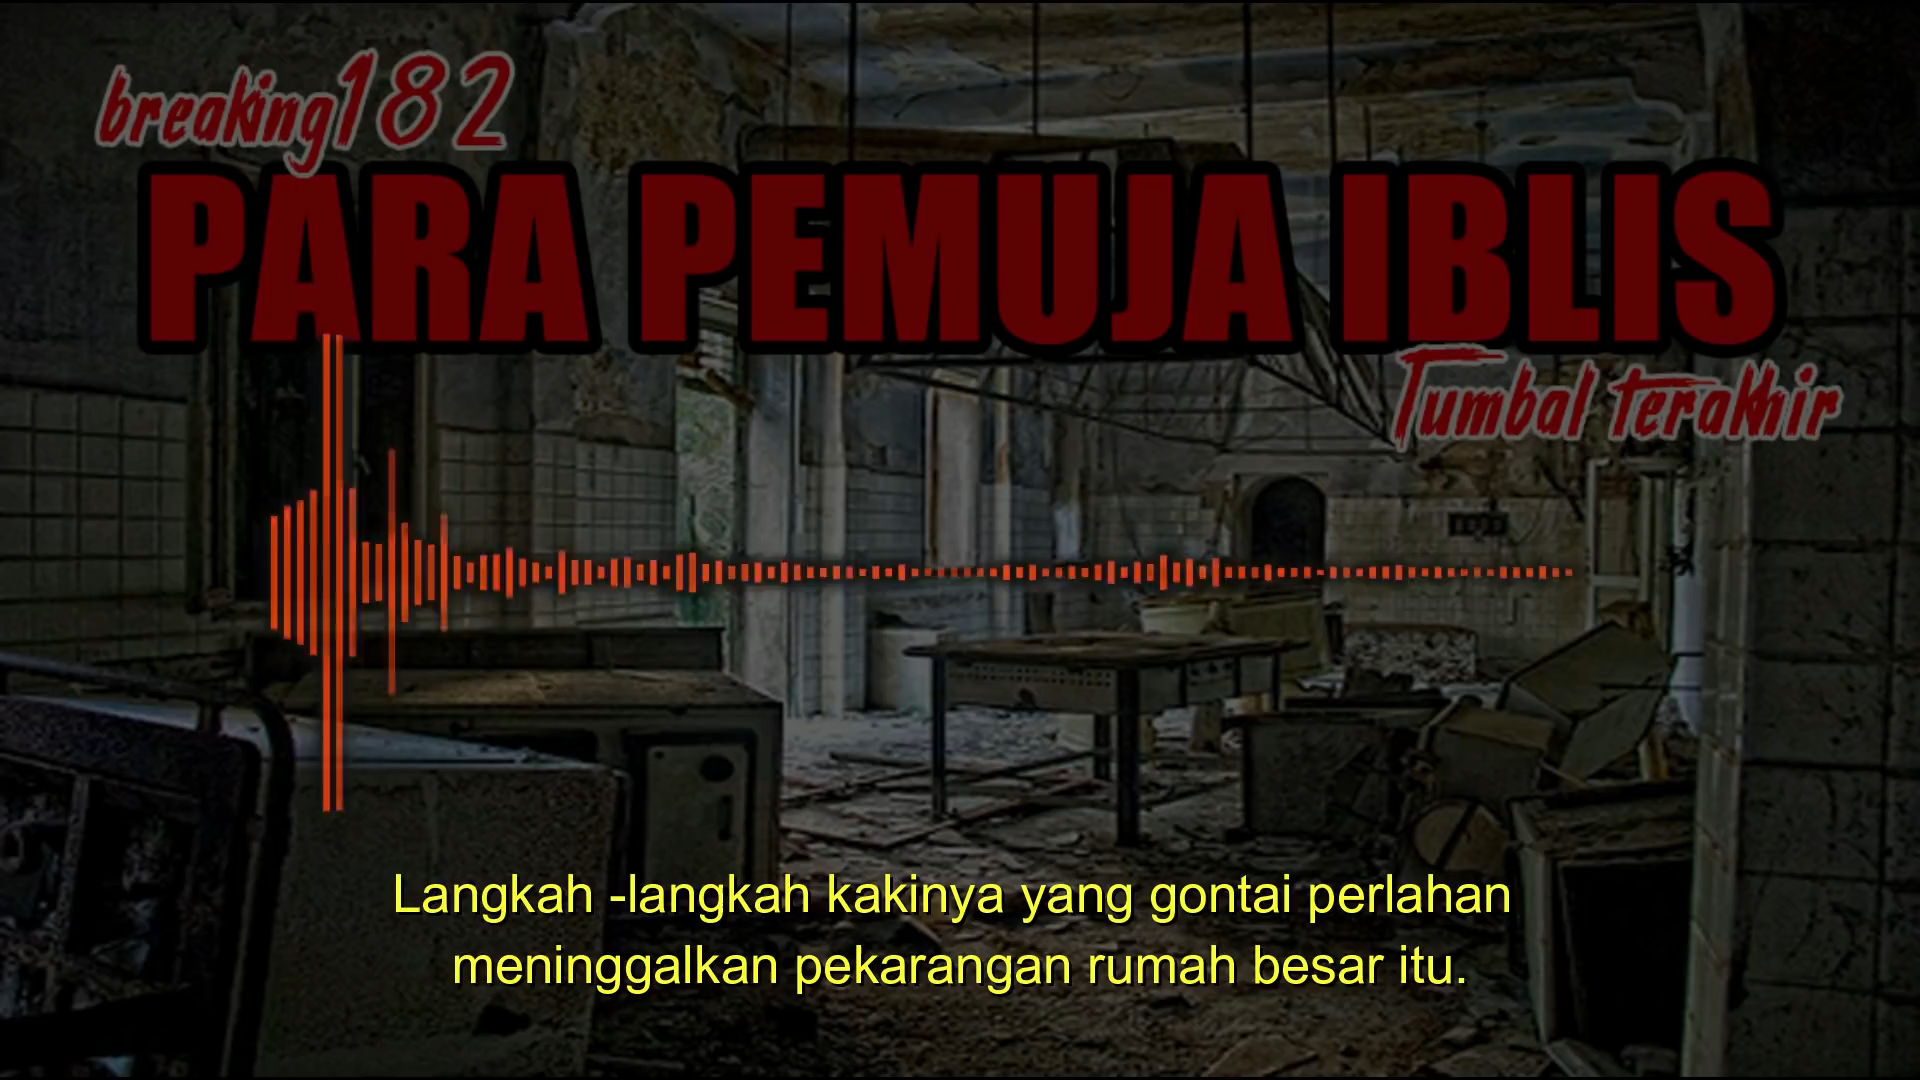 breaking182
PARA PEMUJA IBLIS
Tumbal terakhir
Langkah -langkah kakinya yang gontai perlahan
meninggalkan pekarangan rumah besar itu.